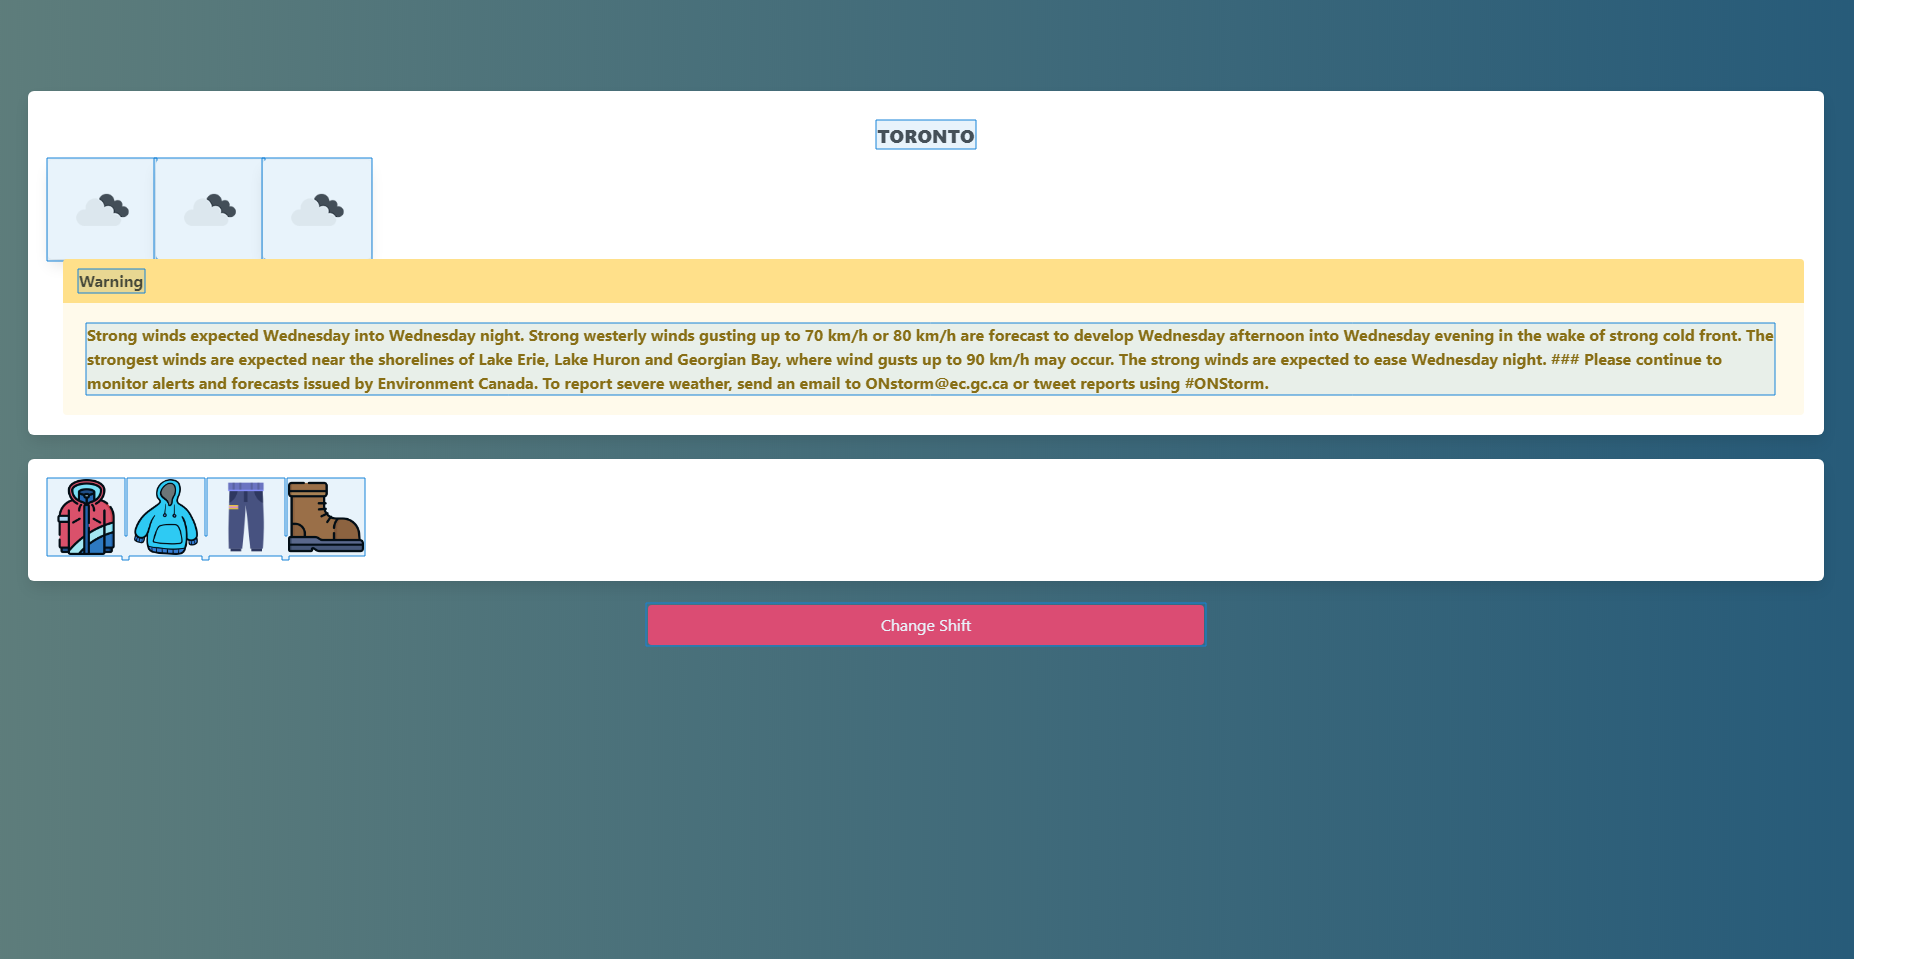 TORONTO
Warning
Strong winds expected Wednesday into Wednesday night. Strong westerly winds gusting up to 70 km/h or 80 km/h are forecast to develop Wednesday afternoon into Wednesday evening in the wake of strong cold front. The
strongest winds are expected near the shorelines of Lake Erie, Lake Huron and Georgian Bay, where wind gusts up to 90 km/h may occur. The strong winds are expected to ease Wednesday night. ### Please continue to
monitor alerts and forecasts issued by Environment Canada. To report severe weather, send an email to ONstorm@ec.gc.ca or tweet reports using #ONStorm.
Change Shift